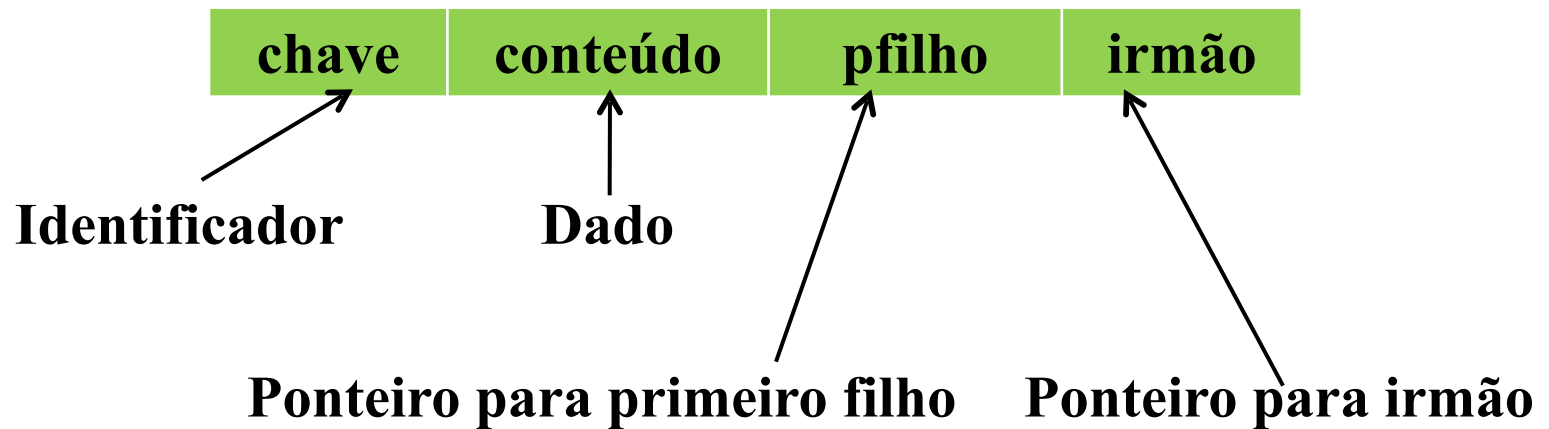 chave conteúdo pfilho irmão
Identificador Dado
Ponteiro para primeiro filho Ponteiro para irmão